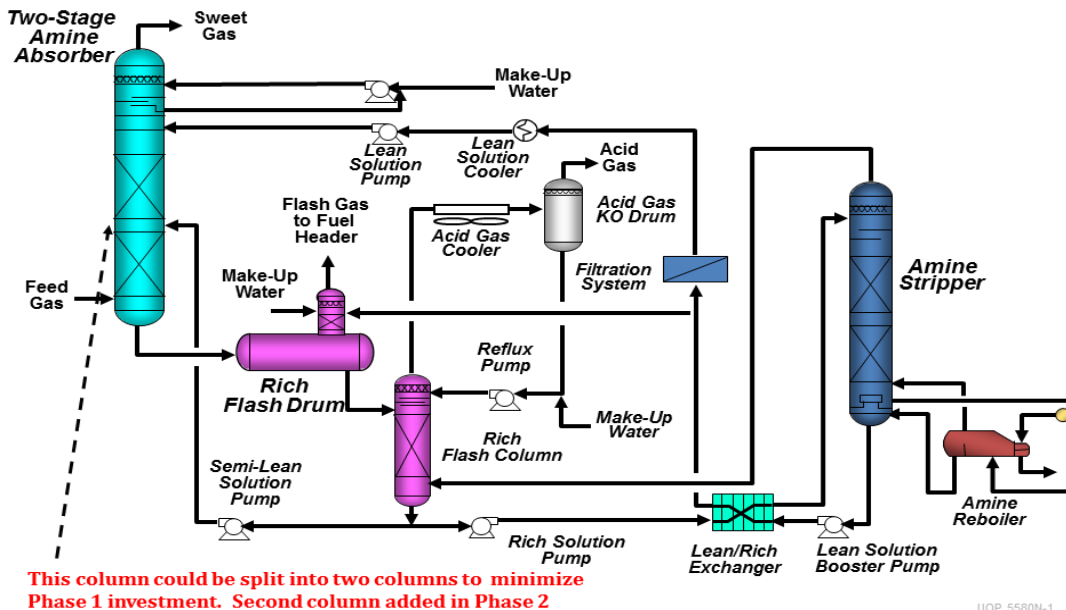 Two-Stage
Amine
Absorber
Sweet
Gas
Make-Up
Water
Lean
Solution
Pump
Lean
Solution
Cooler
Acid
Gas
Acid Gas
KO Drum
Flash Gas
to Fuel
Header
Acid Gas
Cooler
Filtration
System
Amine
Stripper
Feed
Gas
Make-Up
Water
Rich
Flash Drum
Reflux
Pump
Make-Up
Water
Rich
Flash Column
Semi-Lean
Solution
Pump
Rich Solution
Pump
Lean/Rich
Exchanger
Lean Solution
Booster Pump
Amine
Reboiler
This column could be split into two columns to minimize
Phase 1 investment. Second column added in Phase 2
UOP 5580N-1